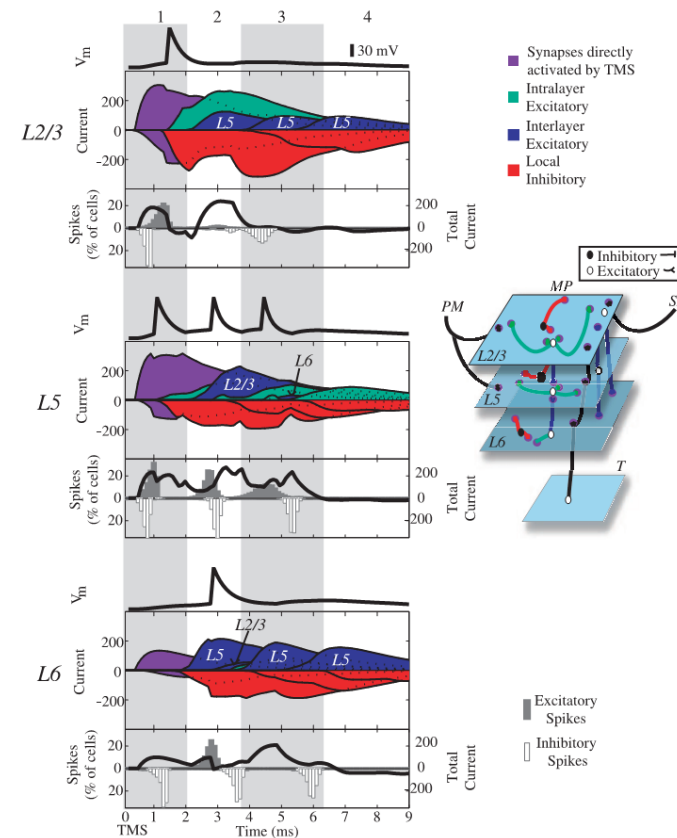 1 2 3 4
Vm
30 mV
L2/3
Current
200
0
-200
L5 L5 L5
Spikes
(% of cells)
20
0
20
200
0
200
Total
Current
Synapses directly
activated by TMS
Intralayer
Excitatory
Interlayer
Excitatory
Local
Inhibitory
Vm
L5
Current
200
0
-200
L2/3
L6
Spikes
(% of cells)
20
0
20
200
0
200
Total
Current
Inhibitory
Excitatory
PM
MP
S
L2/3
L5
L6
T
Vm
L6
Current
200
0
-200
L2/3
L5 L5 L5
Spikes
(% of cells)
20
0
20
200
0
200
Total
Current
0 1 2 3 4 5 6 7 8 9
TMS
Time (ms)
Excitatory
Spikes
Inhibitory
Spikes